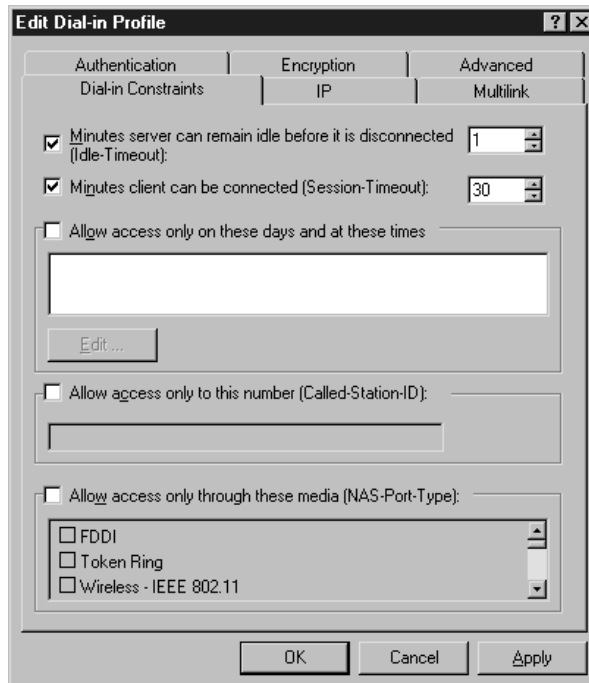 Edit Dial-in Profile
Authentication Encryption Advanced
Dial-in Constraints IP Multilink
Minutes server can remain idle before it is disconnected
(Idle-Timeout):
1
Minutes client can be connected (Session-Timeout):
30
Allow access only on these days and at these times
Edit ...
Allow access only to this number (Called-Station-ID):
Allow access only through these media (NAS-Port-Type):
FDDI
Token Ring
Wireless - IEEE 802.11
OK Cancel Apply